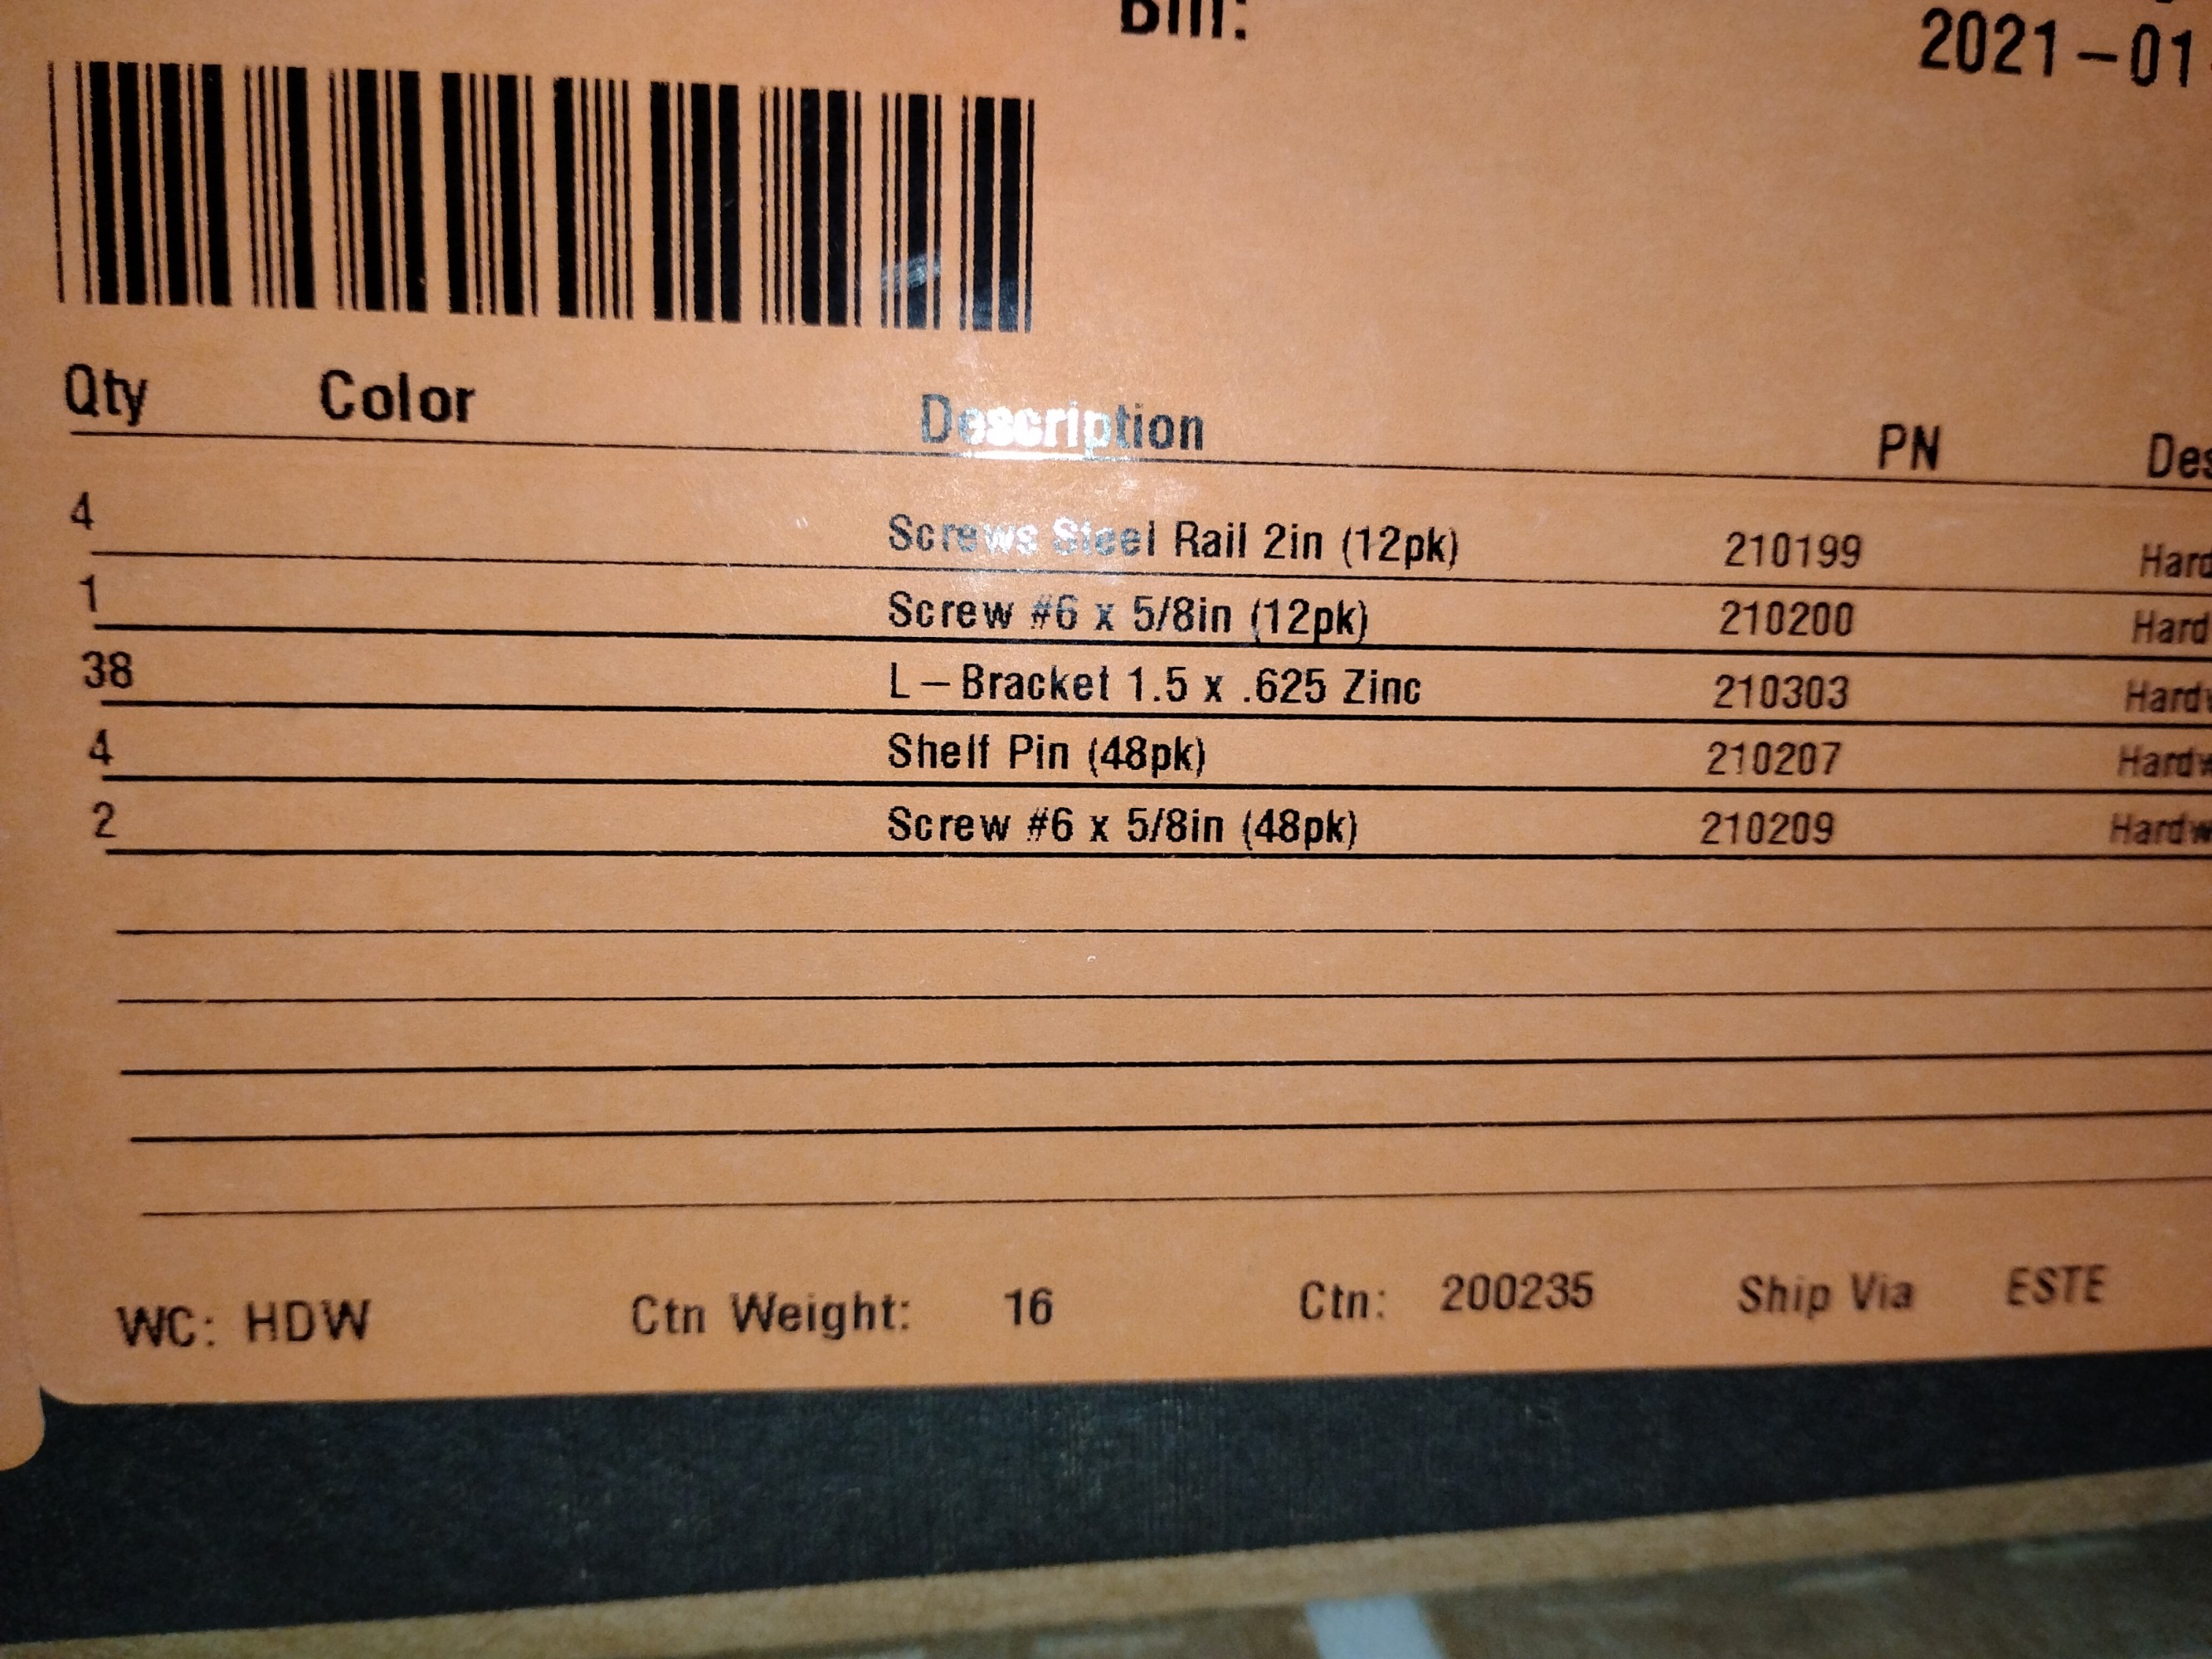 Bin:
2021-01
Qty Color Description PN
4 Screws Steel Rail 2in (12pk) 210199
1 Screw #6 x 5/8in (12pk) 210200
38 L-Bracket 1.5 x .625 Zinc 210303
4 Shelf Pin (48pk) 210207
2 Screw #6 x 5/8in (48pk) 210209
WC: HDW Ctn Weight: 16 Ctn: 200235 Ship Via ESTE